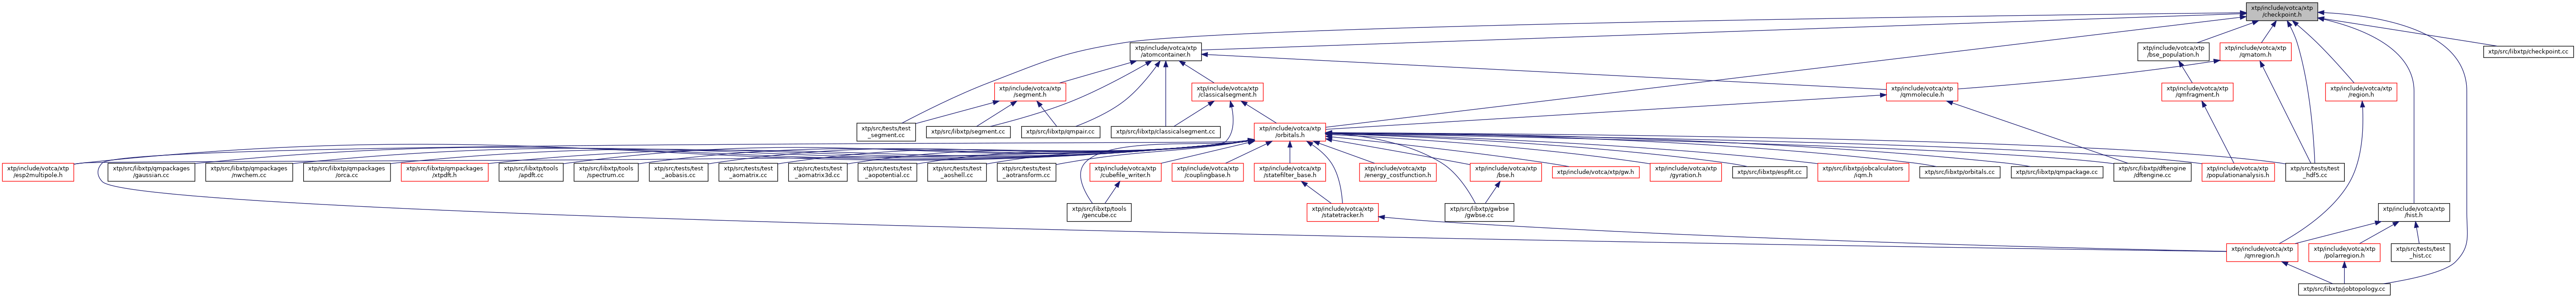 xtp/include/votca/xtp
/checkpoint.h
xtp/include/votca/xtp
/atomcontainer.h
xtp/include/votca/xtp
/bse_population.h
xtp/include/votca/xtp
/qmatom.h
xtp/src/libxtp/checkpoint.cc
xtp/include/votca/xtp
/segment.h
xtp/include/votca/xtp
/classicalsegment.h
xtp/include/votca/xtp
/qmmolecule.h
xtp/include/votca/xtp
/qmfragment.h
xtp/include/votca/xtp
/region.h
xtp/src/tests/test
_segment.cc
xtp/src/libxtp/segment.cc
xtp/src/libxtp/qmpair.cc
xtp/src/libxtp/classicalsegment.cc
xtp/include/votca/xtp
/orbitals.h
xtp/include/votca/xtp
/esp2multipole.h
xtp/src/libxtp/qmpackages
/gaussian.cc
xtp/src/libxtp/qmpackages
/nwchem.cc
xtp/src/libxtp/qmpackages
/orca.cc
xtp/src/libxtp/qmpackages
/xtpdft.h
xtp/src/libxtp/tools
/apdft.cc
xtp/src/libxtp/tools
/spectrum.cc
xtp/src/tests/test
_aobasis.cc
xtp/src/tests/test
_aomatrix.cc
xtp/src/tests/test
_aomatrix3d.cc
xtp/src/tests/test
_aopotential.cc
xtp/src/tests/test
_aoshell.cc
xtp/src/tests/test
_aotransform.cc
xtp/include/votca/xtp
/cubefile_writer.h
xtp/include/votca/xtp
/couplingbase.h
xtp/include/votca/xtp
/statefilter_base.h
xtp/include/votca/xtp
/energy_costfunction.h
xtp/include/votca/xtp
/bse.h
xtp/include/votca/xtp/gw.h
xtp/include/votca/xtp
/gyration.h
xtp/src/libxtp/espfit.cc
xtp/src/libxtp/jobcalculators
/iqm.h
xtp/src/libxtp/orbitals.cc
xtp/src/libxtp/qmpackage.cc
xtp/src/libxtp/dftengine
/dftengine.cc
xtp/include/votca/xtp
/populationanalysis.h
xtp/src/tests/test
_hdf5.cc
xtp/src/libxtp/tools
/gencube.cc
xtp/include/votca/xtp
/statetracker.h
xtp/src/libxtp/gwbse
/gwbse.cc
xtp/include/votca/xtp
/hist.h
xtp/include/votca/xtp
/qmregion.h
xtp/include/votca/xtp
/polarregion.h
xtp/src/tests/test
_hist.cc
xtp/src/libxtp/jobtopology.cc